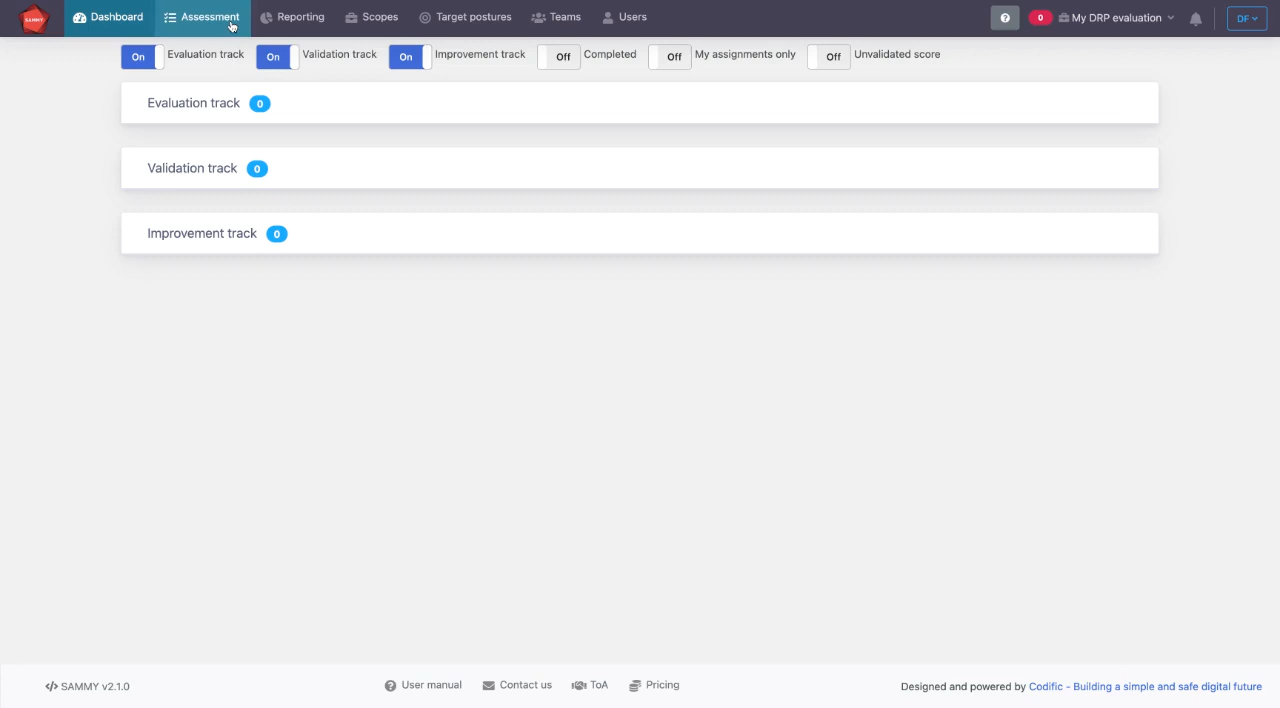 SAMMY Dashboard Assessment Reporting Scopes Target postures Teams Users ? 0 My DRP evaluation DF
On Evaluation track On Validation track On Improvement track Off Completed Off My assignments only Off Unvalidated score
Evaluation track 0
Validation track 0
Improvement track 0
</> SAMMY v2.1.0 User manual Contact us ToA Pricing Designed and powered by Codific - Building a simple and safe digital future